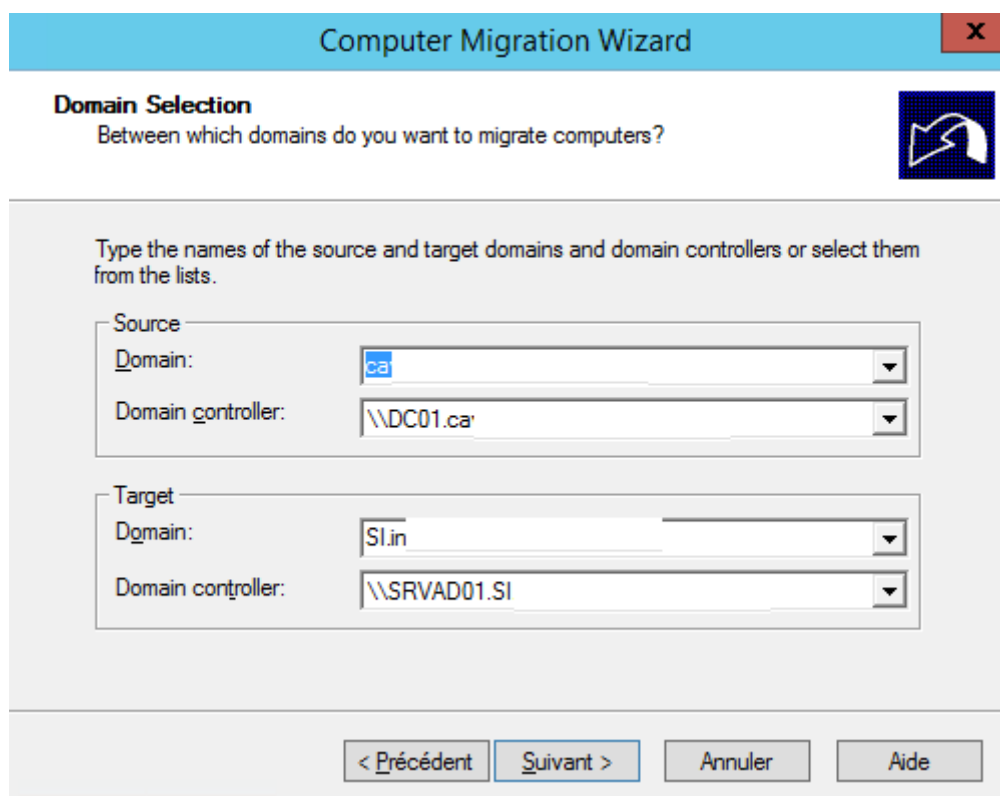 Computer Migration Wizard
x
Domain Selection
Between which domains do you want to migrate computers?
Type the names of the source and target domains and domain controllers or select them
from the lists.
Source
Domain:
Domain controller: \\DC01.ca
Target
Domain: SI.in
Domain controller: \\SRVAD01.SI
< Précédent Suivant > Annuler Aide